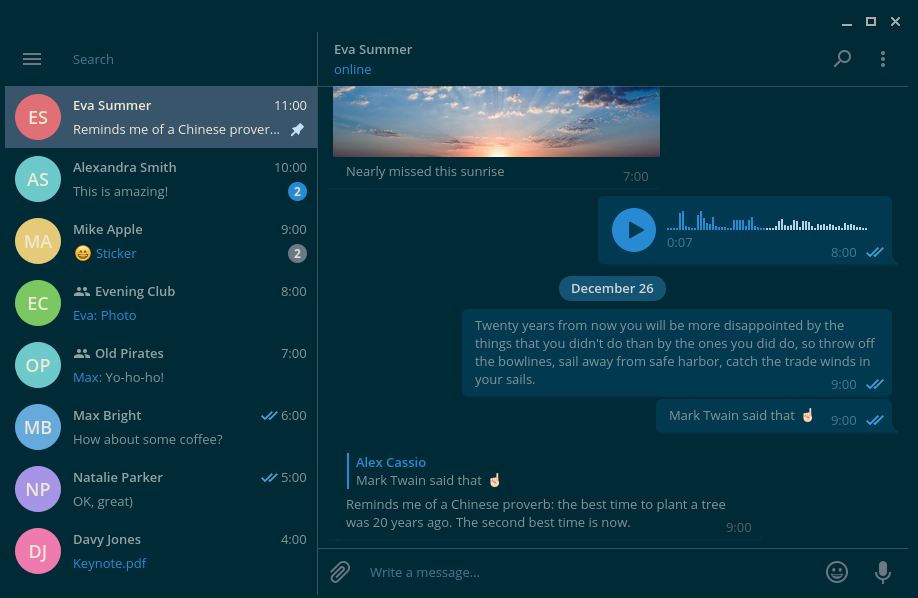 Search
ES
Eva Summer
11:00
Reminds me of a Chinese prover...
AS
Alexandra Smith
10:00
This is amazing!
2
MA
Mike Apple
9:00
😄 Sticker
2
EC
Evening Club
8:00
Eva: Photo
OP
Old Pirates
7:00
Max: Yo-ho-ho!
MB
Max Bright
6:00
How about some coffee?
NP
Natalie Parker
5:00
OK, great)
DJ
Davy Jones
4:00
Keynote.pdf
Eva Summer
online
Nearly missed this sunrise
7:00
0:07
8:00
December 26
Twenty years from now you will be more disappointed by the
things that you didn't do than by the ones you did do, so throw off
the bowlines, sail away from safe harbor, catch the trade winds in
your sails.
9:00
Mark Twain said that ☝🏻
9:00
Alex Cassio
Mark Twain said that ☝🏻
Reminds me of a Chinese proverb: the best time to plant a tree
was 20 years ago. The second best time is now.
9:00
Write a message...